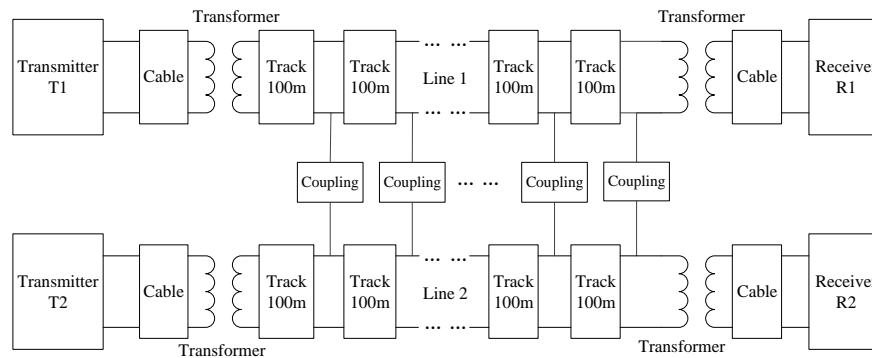 Transformer Transformer
Transmitter T1
Cable
Track 100m
Track 100m
... ...
Line 1
... ...
Track 100m
Track 100m
Cable
Receiver R1
Coupling
Coupling
... ...
Coupling
Coupling
Transmitter T2
Cable
Track 100m
Track 100m
... ...
Line 2
... ...
Track 100m
Track 100m
Cable
Receiver R2
Transformer Transformer